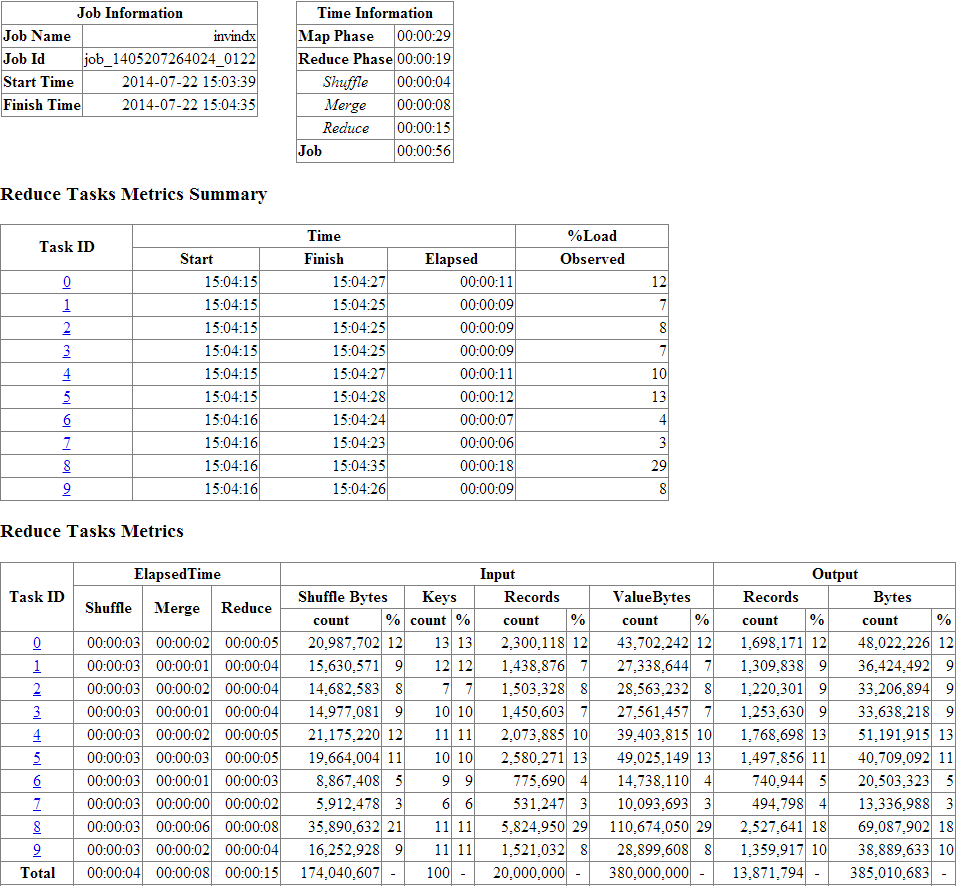 Job Information
Job Name invindx
Job Id job_1405207264024_0122
Start Time 2014-07-22 15:03:39
Finish Time 2014-07-22 15:04:35
Time Information
Map Phase 00:00:29
Reduce Phase 00:00:19
Shuffle 00:00:04
Merge 00:00:08
Reduce 00:00:15
Job 00:00:56
Reduce Tasks Metrics Summary
Task ID Time %Load
Start Finish Elapsed Observed
0 15:04:15 15:04:27 00:00:11 12
1 15:04:15 15:04:25 00:00:09 7
2 15:04:15 15:04:25 00:00:09 8
3 15:04:15 15:04:25 00:00:09 7
4 15:04:15 15:04:27 00:00:11 10
5 15:04:15 15:04:28 00:00:12 13
6 15:04:16 15:04:24 00:00:07 4
7 15:04:16 15:04:23 00:00:06 3
8 15:04:16 15:04:35 00:00:18 29
9 15:04:16 15:04:26 00:00:09 8
Reduce Tasks Metrics
Task ID ElapsedTime Input Output
Shuffle Merge Reduce Shuffle Bytes Keys Records ValueBytes Records Bytes
count % count % count % count % count % count %
0 00:00:03 00:00:02 00:00:05 20,987,702 12 13 13 2,300,118 12 43,702,242 12 1,698,171 12 48,022,226 12
1 00:00:03 00:00:01 00:00:04 15,630,571 9 12 12 1,438,876 7 27,338,644 7 1,309,838 9 36,424,492 9
2 00:00:03 00:00:01 00:00:04 14,682,583 8 7 7 1,503,328 8 28,563,232 8 1,220,301 9 33,206,894 9
3 00:00:03 00:00:01 00:00:04 14,977,081 9 10 10 1,450,603 7 27,561,457 7 1,253,630 9 33,638,218 9
4 00:00:03 00:00:02 00:00:05 21,175,220 12 11 11 2,073,885 10 39,403,815 10 1,768,698 13 51,191,915 13
5 00:00:03 00:00:03 00:00:05 19,664,004 11 10 10 2,580,271 13 49,025,149 13 1,497,856 11 40,709,092 11
6 00:00:03 00:00:01 00:00:03 8,867,408 5 9 9 775,690 4 14,738,110 4 740,944 5 20,503,323 5
7 00:00:03 00:00:00 00:00:02 5,912,478 3 6 6 531,247 3 10,093,693 3 494,798 4 13,336,988 3
8 00:00:03 00:00:06 00:00:08 35,890,632 21 11 11 5,824,950 29 110,674,050 29 2,527,641 18 69,087,902 18
9 00:00:03 00:00:02 00:00:04 16,252,928 9 11 11 1,521,032 8 28,899,608 8 1,359,917 10 38,889,633 10
Total 00:00:04 00:00:08 00:00:15 174,040,607 - 100 - 20,000,000 - 380,000,000 - 13,871,794 - 385,010,683 -